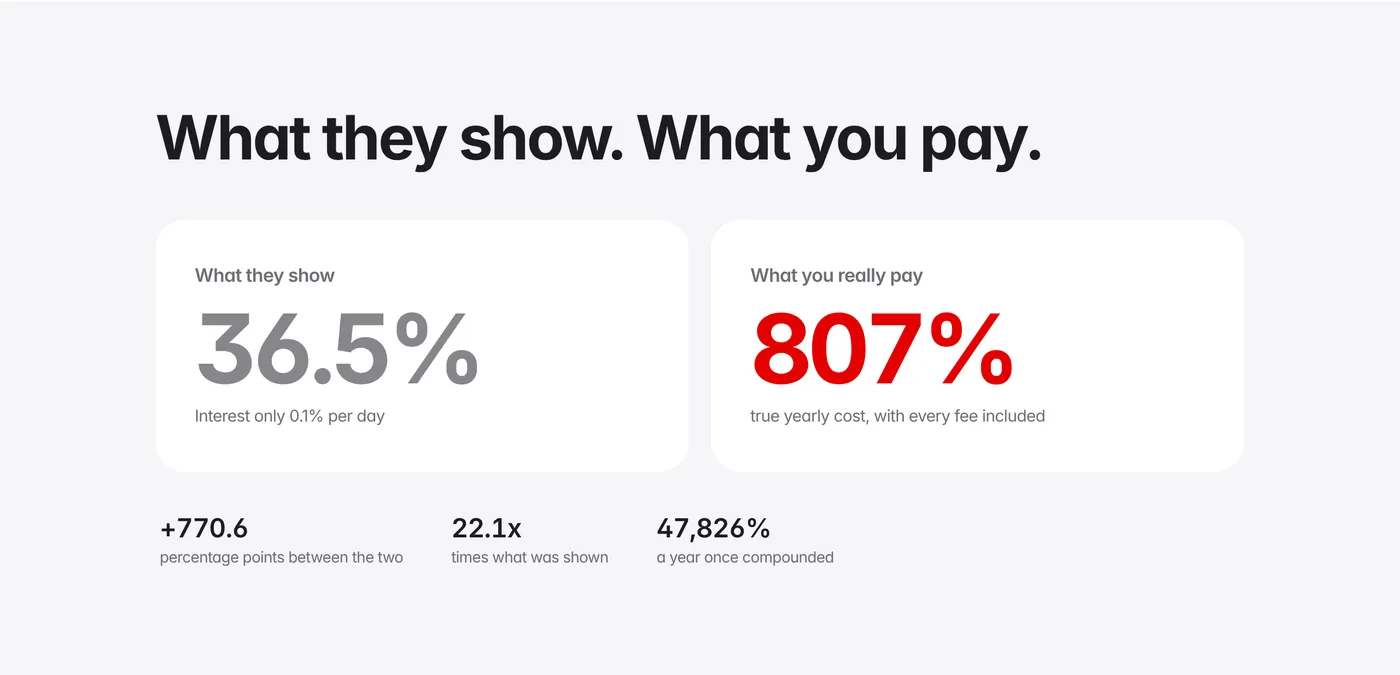 What they show. What you pay.
What they show
36.5%
Interest only 0.1% per day
What you really pay
807%
true yearly cost, with every fee included
+770.6
percentage points between the two
22.1x
times what was shown
47,826%
a year once compounded